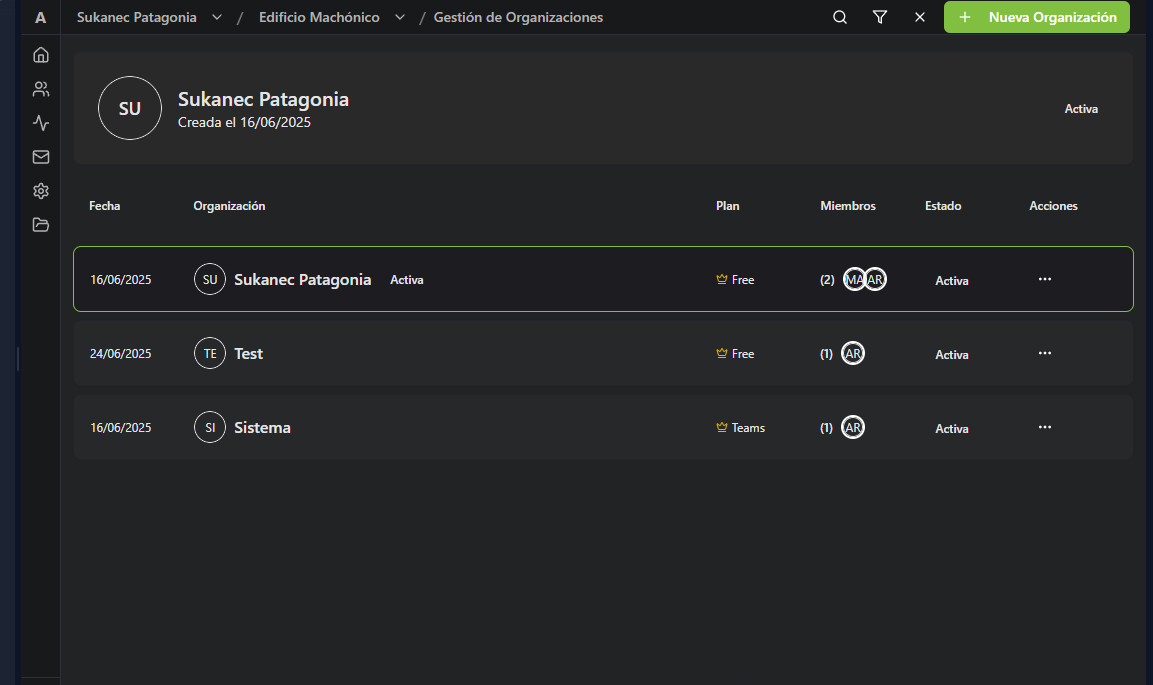 A Sukanec Patagonia / Edificio Machónico / Gestión de Organizaciones + Nueva Organización
SU
Sukanec Patagonia
Creada el 16/06/2025
Activa
Fecha Organización Plan Miembros Estado Acciones
16/06/2025 SU Sukanec Patagonia Activa Free (2) MA AR Activa ...
24/06/2025 TE Test Free (1) AR Activa ...
16/06/2025 SI Sistema Teams (1) AR Activa ...